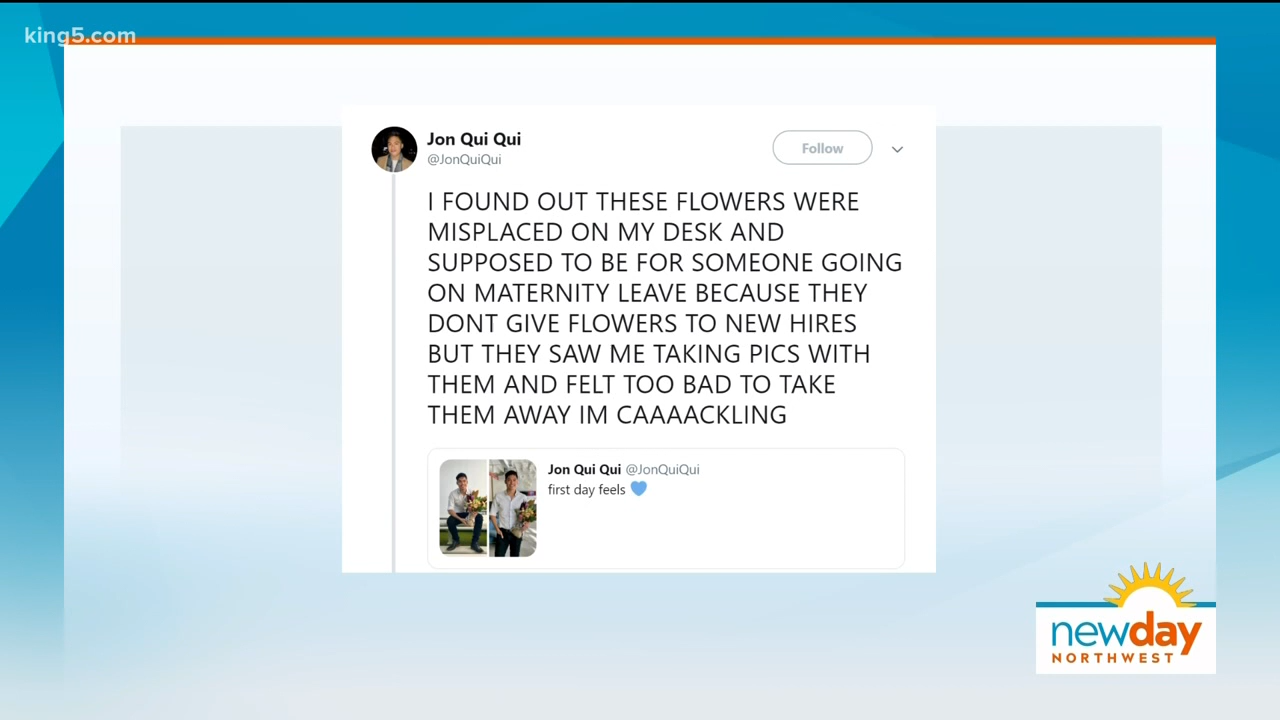 king5.com
Jon Qui Qui
@JonQuiQui
Follow
I FOUND OUT THESE FLOWERS WERE
MISPLACED ON MY DESK AND
SUPPOSED TO BE FOR SOMEONE GOING
ON MATERNITY LEAVE BECAUSE THEY
DONT GIVE FLOWERS TO NEW HIRES
BUT THEY SAW ME TAKING PICS WITH
THEM AND FELT TOO BAD TO TAKE
THEM AWAY IM CAAAACKLING
Jon Qui Qui @JonQuiQui
first day feels 💙
newday
NORTHWEST